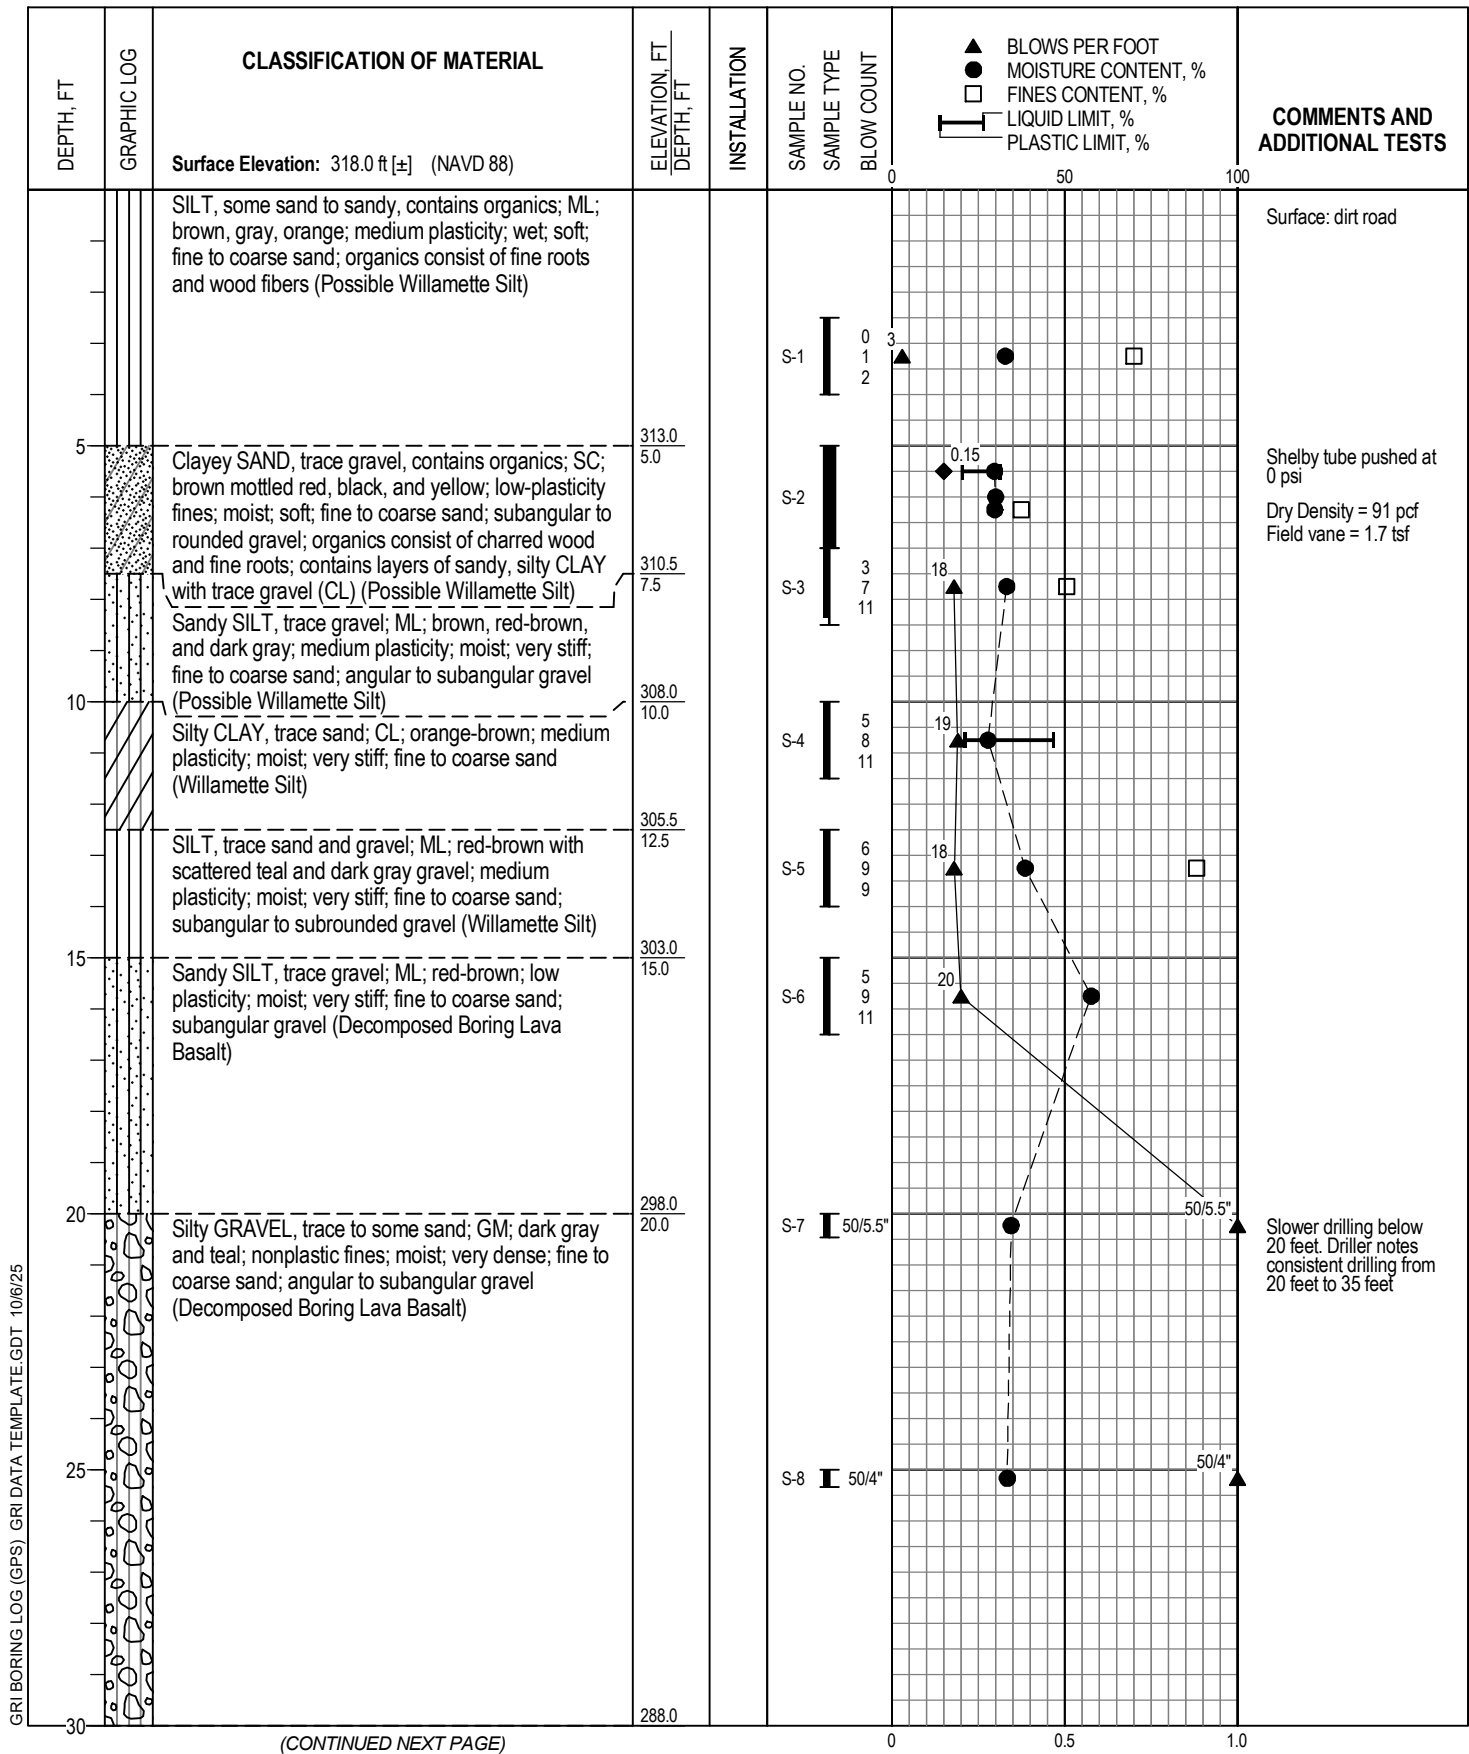 DEPTH, FT
GRAPHIC LOG
CLASSIFICATION OF MATERIAL
Surface Elevation: 318.0 ft [±] (NAVD 88)
ELEVATION, FT
DEPTH, FT
INSTALLATION
SAMPLE NO.
SAMPLE TYPE
BLOW COUNT
BLOWS PER FOOT
MOISTURE CONTENT, %
FINES CONTENT, %
LIQUID LIMIT, %
PLASTIC LIMIT, %
COMMENTS AND
ADDITIONAL TESTS
0 50 100
SILT, some sand to sandy, contains organics; ML;
brown, gray, orange; medium plasticity; wet; soft;
fine to coarse sand; organics consist of fine roots
and wood fibers (Possible Willamette Silt)
Surface: dirt road
S-1
0
1
2
3
5
313.0
5.0
Clayey SAND, trace gravel, contains organics; SC;
brown mottled red, black, and yellow; low-plasticity
fines; moist; soft; fine to coarse sand; subangular to
rounded gravel; organics consist of charred wood
and fine roots; contains layers of sandy, silty CLAY
with trace gravel (CL) (Possible Willamette Silt)
S-2
0.15
Shelby tube pushed at
0 psi
Dry Density = 91 pcf
Field vane = 1.7 tsf
310.5
7.5
S-3
3
7
11
18
Sandy SILT, trace gravel; ML; brown, red-brown,
and dark gray; medium plasticity; moist; very stiff;
fine to coarse sand; angular to subangular gravel
(Possible Willamette Silt)
10
308.0
10.0
Silty CLAY, trace sand; CL; orange-brown; medium
plasticity; moist; very stiff; fine to coarse sand
(Willamette Silt)
S-4
5
8
11
19
305.5
12.5
SILT, trace sand and gravel; ML; red-brown with
scattered teal and dark gray gravel; medium
plasticity; moist; very stiff; fine to coarse sand;
subangular to subrounded gravel (Willamette Silt)
S-5
6
9
9
18
15
303.0
15.0
Sandy SILT, trace gravel; ML; red-brown; low
plasticity; moist; very stiff; fine to coarse sand;
subangular gravel (Decomposed Boring Lava
Basalt)
S-6
5
9
11
20
20
298.0
20.0
Silty GRAVEL, trace to some sand; GM; dark gray
and teal; nonplastic fines; moist; very dense; fine to
coarse sand; angular to subangular gravel
(Decomposed Boring Lava Basalt)
S-7
50/5.5"
50/5.5"
Slower drilling below
20 feet. Driller notes
consistent drilling from
20 feet to 35 feet
25
S-8
50/4"
50/4"
30
288.0
(CONTINUED NEXT PAGE)
0 0.5 1.0
GRI BORING LOG (GPS) GRI DATA TEMPLATE.GDT 10/6/25